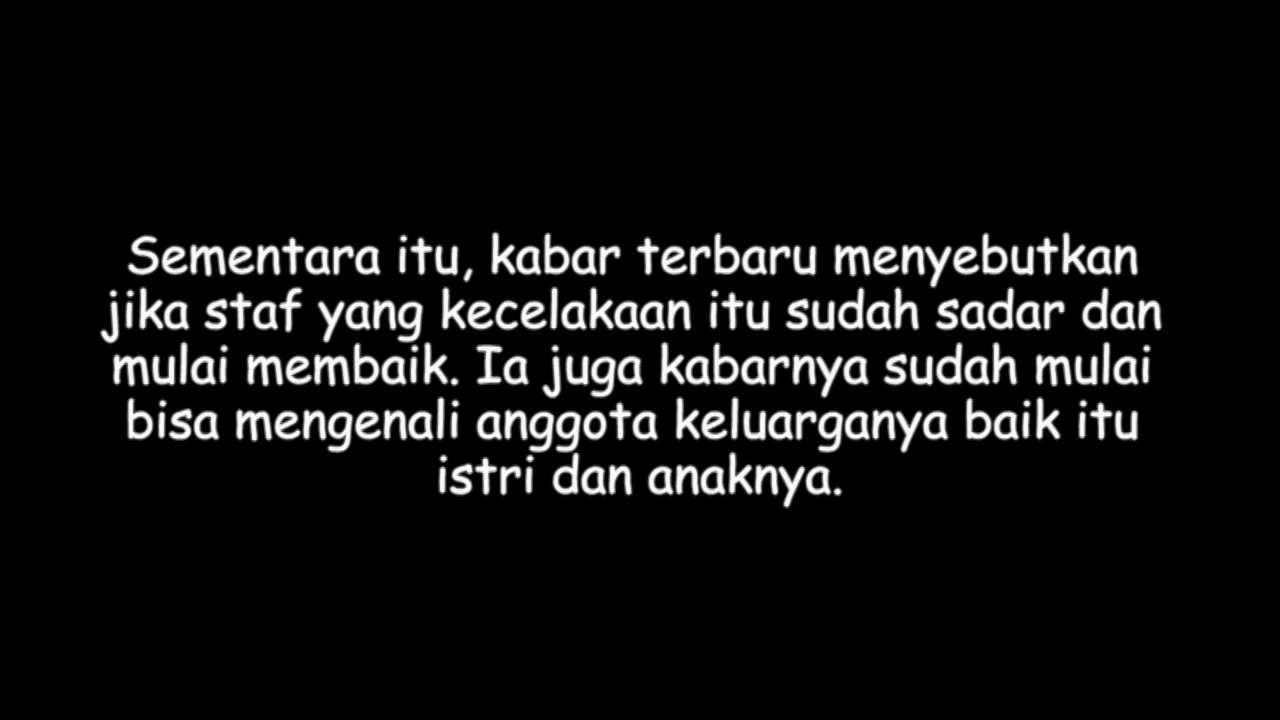 Sementara itu, kabar terbaru menyebutkan
jika staf yang kecelakaan itu sudah sadar dan
mulai membaik. Ia juga kabarnya sudah mulai
bisa mengenali anggota keluarganya baik itu
istri dan anaknya.